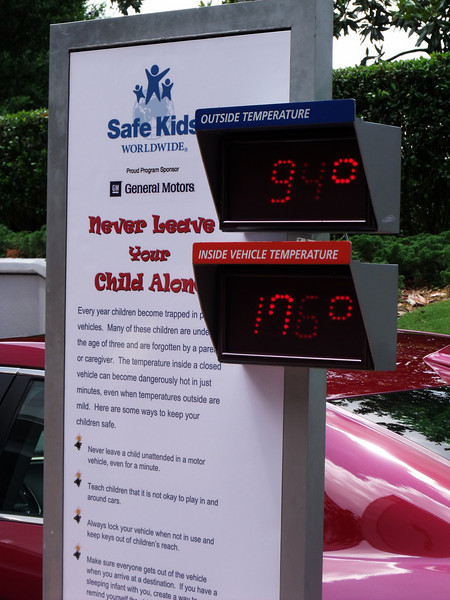 Safe Kids
WORLDWIDE®
Proud Program Sponsor
GM General Motors
OUTSIDE TEMPERATURE
94°
INSIDE VEHICLE TEMPERATURE
176°
Never Leave
Your
Child Alon
Every year children become trapped in p
vehicles. Many of these children are unde
the age of three and are forgotten by a pare
or caregiver. The temperature inside a closed
vehicle can become dangerously hot in just
minutes, even when temperatures outside are
mild. Here are some ways to keep your
children safe.
Never leave a child unattended in a motor
vehicle, even for a minute.
Teach children that it is not okay to play in and
around cars.
Always lock your vehicle when not in use and
keep keys out of children's reach.
Make sure everyone gets out of the vehicle
when you arrive at a destination. If you have a
sleeping infant with you, create a way to
remind yourself the